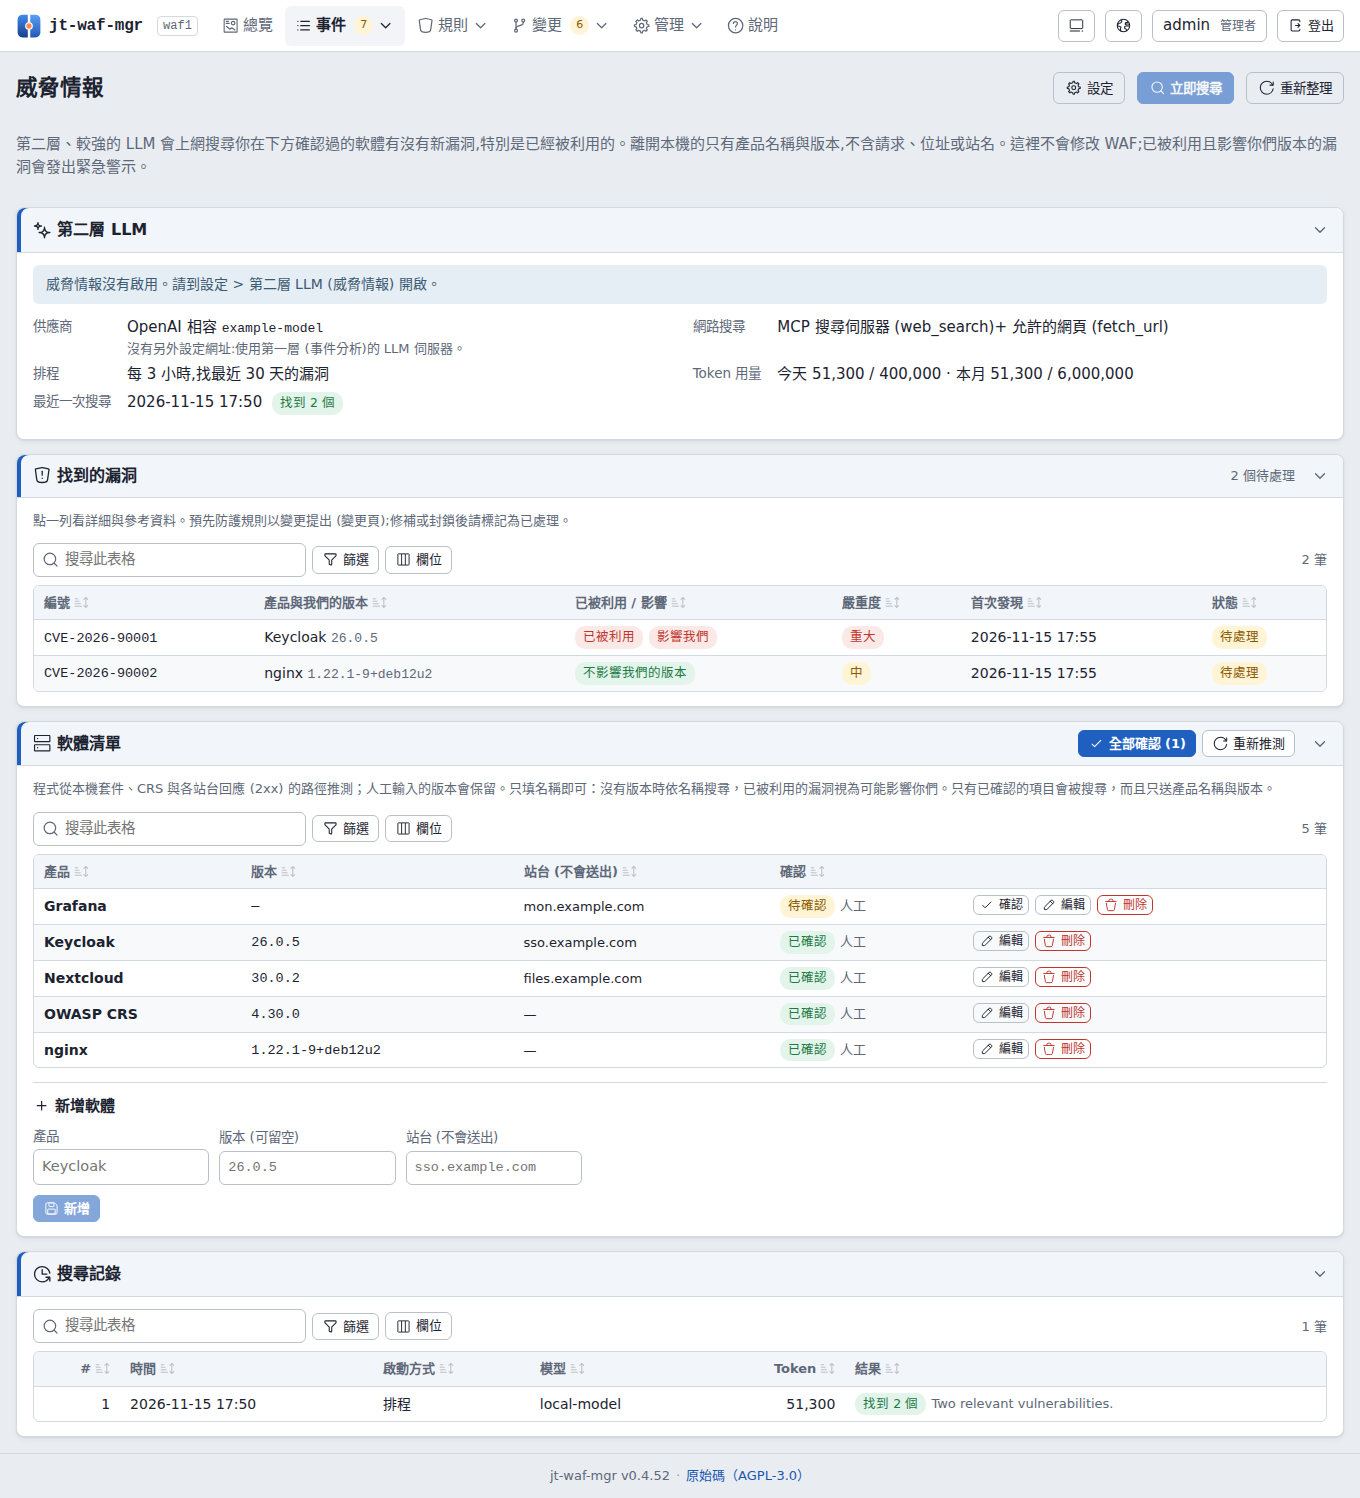 jt-waf-mgr waf1 總覽 事件 7 規則 變更 6 管理 說明 admin 管理者 登出
威脅情報 設定 立即搜尋 重新整理
第二層、較強的 LLM 會上網搜尋你在下方確認過的軟體有沒有新漏洞,特別是已經被利用的。離開本機的只有產品名稱與版本,不含請求、位址或站名。這裡不會修改 WAF;已被利用且影響你們版本的漏
洞會發出緊急警示。
第二層 LLM
威脅情報沒有啟用。請到設定 > 第二層 LLM (威脅情報) 開啟。
供應商 OpenAI 相容 example-model 網路搜尋 MCP 搜尋伺服器 (web_search)+ 允許的網頁 (fetch_url)
沒有另外設定網址:使用第一層 (事件分析)的 LLM 伺服器。
排程 每 3 小時,找最近 30 天的漏洞 Token 用量 今天 51,300 / 400,000 · 本月 51,300 / 6,000,000
最近一次搜尋 2026-11-15 17:50 找到 2 個
找到的漏洞 2 個待處理
點一列看詳細與參考資料。預先防護規則以變更提出 (變更頁);修補或封鎖後請標記為已處理。
搜尋此表格 篩選 欄位 2 筆
編號 產品與我們的版本 已被利用 / 影響 嚴重度 首次發現 狀態
CVE-2026-90001 Keycloak 26.0.5 已被利用 影響我們 重大 2026-11-15 17:55 待處理
CVE-2026-90002 nginx 1.22.1-9+deb12u2 不影響我們的版本 中 2026-11-15 17:55 待處理
軟體清單 全部確認 (1) 重新推測
程式從本機套件、CRS 與各站台回應 (2xx) 的路徑推測；人工輸入的版本會保留。只填名稱即可：沒有版本時依名稱搜尋，已被利用的漏洞視為可能影響你們。只有已確認的項目會被搜尋，而且只送產品名稱與版本。
搜尋此表格 篩選 欄位 5 筆
產品 版本 站台 (不會送出) 確認
Grafana — mon.example.com 待確認 人工 確認 編輯 刪除
Keycloak 26.0.5 sso.example.com 已確認 人工 編輯 刪除
Nextcloud 30.0.2 files.example.com 已確認 人工 編輯 刪除
OWASP CRS 4.30.0 — 已確認 人工 編輯 刪除
nginx 1.22.1-9+deb12u2 — 已確認 人工 編輯 刪除
新增軟體
產品 版本 (可留空) 站台 (不會送出)
Keycloak 26.0.5 sso.example.com
新增
搜尋記錄
搜尋此表格 篩選 欄位 1 筆
# 時間 啟動方式 模型 Token 結果
1 2026-11-15 17:50 排程 local-model 51,300 找到 2 個 Two relevant vulnerabilities.
jt-waf-mgr v0.4.52 · 原始碼（AGPL-3.0）